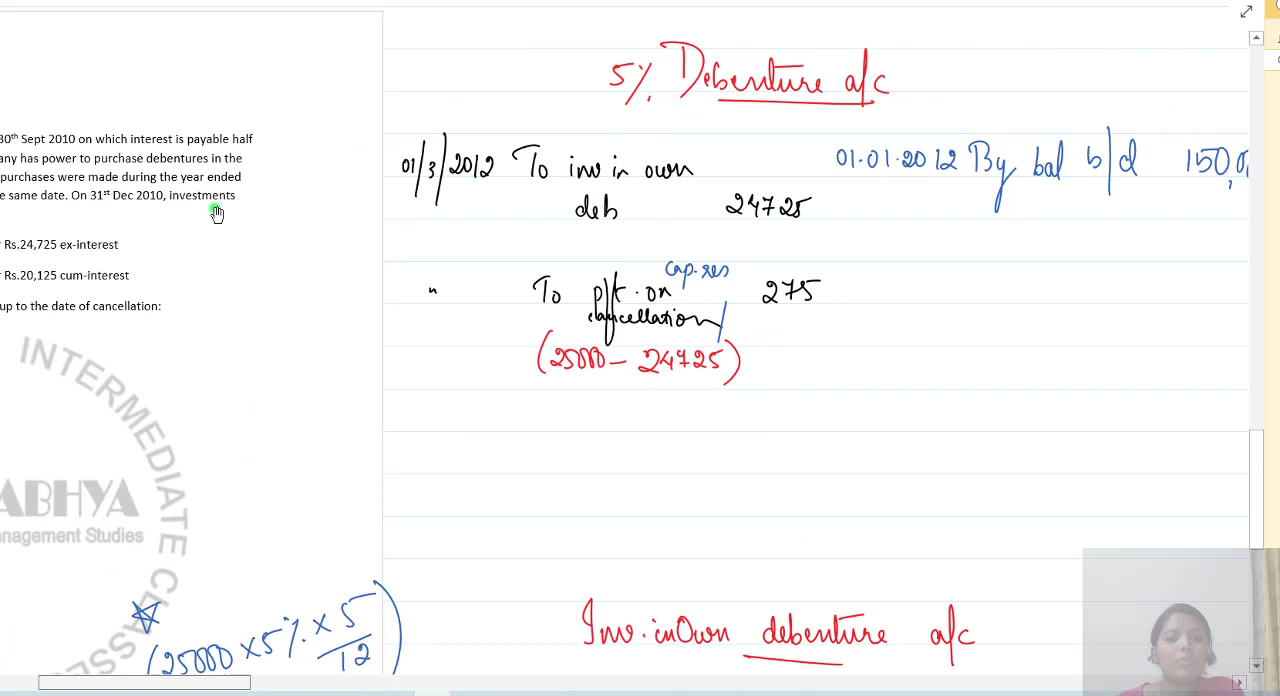 30th Sept 2010 on which interest is payable half
any has power to purchase debentures in the
purchases were made during the year ended
e same date. On 31st Dec 2010, investments
Rs.24,725 ex-interest
Rs.20,125 cum-interest
up to the date of cancellation:
INTERMEDIATE CLASSES
ABHYA
nagement Studies
5% Debenture a/c
01/3/2012 To inv in own
deb 24725
01.01.2012 By bal b/d 150,0
" To pft. on cap. res 275
cancellation/
(25000 – 24725)
(25000 x 5% x 5/12)
Inv. in Own debenture a/c